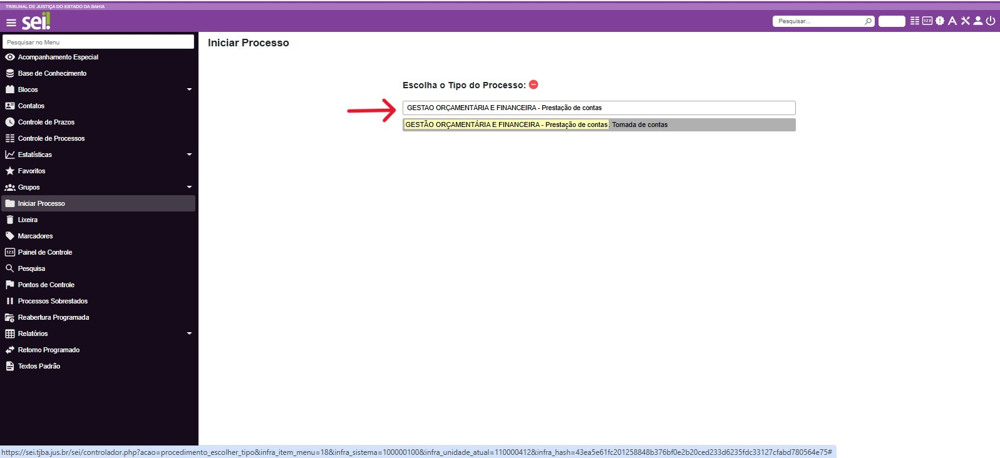 TRIBUNAL DE JUSTIÇA DO ESTADO DA BAHIA
sei!
Pesquisar...
123
A
Pesquisar no Menu
Acompanhamento Especial
Base de Conhecimento
Blocos
Contatos
Controle de Prazos
Controle de Processos
Estatísticas
Favoritos
Grupos
Iniciar Processo
Lixeira
Marcadores
123
Painel de Controle
Pesquisa
Pontos de Controle
Processos Sobrestados
Reabertura Programada
Relatórios
Retorno Programado
Textos Padrão
Iniciar Processo
Escolha o Tipo do Processo:
GESTAO ORÇAMENTÁRIA E FINANCEIRA - Prestação de contas
GESTÃO ORÇAMENTÁRIA E FINANCEIRA - Prestação de contas. Tomada de contas
https://sei.tjba.jus.br/sei/controlador.php?acao=procedimento_escolher_tipo&infra_item_menu=18&infra_sistema=100000100&infra_unidade_atual=110000412&infra_hash=43ea5e61fc201258848b376bf0e2b20ced233d6235fdc33127cfabd780564e75#